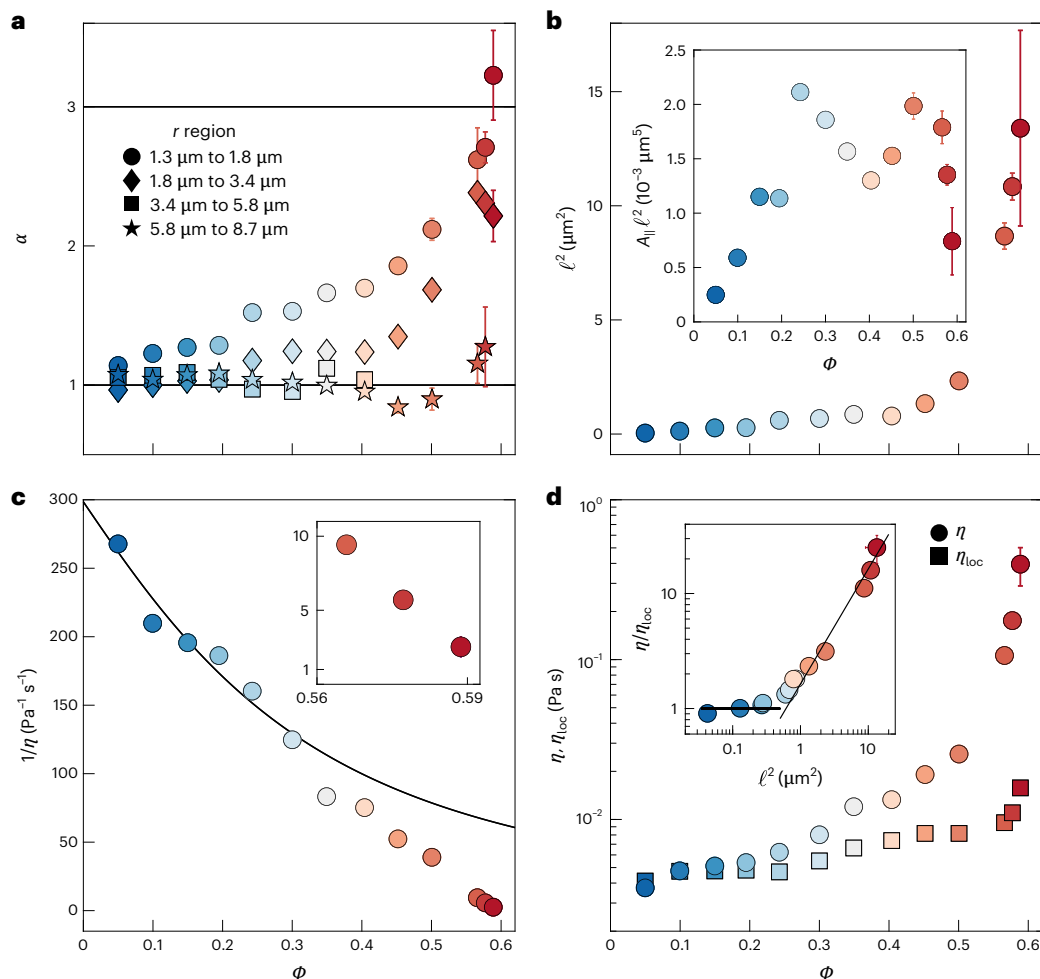 a
α
3
2
1
r region
1.3 μm to 1.8 μm
1.8 μm to 3.4 μm
3.4 μm to 5.8 μm
5.8 μm to 8.7 μm
b
ℓ² (μm²)
15
10
5
0
A∥ℓ² (10⁻³ μm⁵)
2.5
2.0
1.5
1.0
0.5
0
0 0.1 0.2 0.3 0.4 0.5 0.6
Φ
c
1/η (Pa⁻¹ s⁻¹)
300
250
200
150
100
50
0
10
5
1
0.56 0.59
0 0.1 0.2 0.3 0.4 0.5 0.6
Φ
d
η, ηloc (Pa s)
10⁰
10⁻¹
10⁻²
η
ηloc
η/ηloc
10
1
0.1 1 10
ℓ² (μm²)
0 0.1 0.2 0.3 0.4 0.5 0.6
Φ